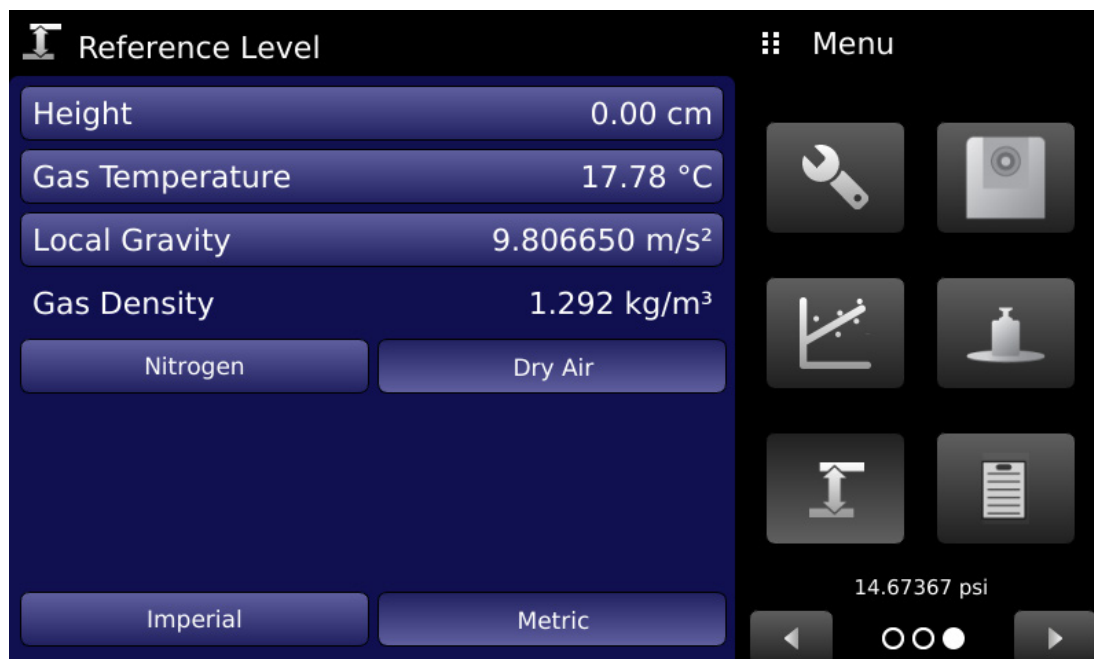 Reference Level
Height 0.00 cm
Gas Temperature 17.78 °C
Local Gravity 9.806650 m/s²
Gas Density 1.292 kg/m³
Nitrogen Dry Air
Imperial Metric
Menu
14.67367 psi